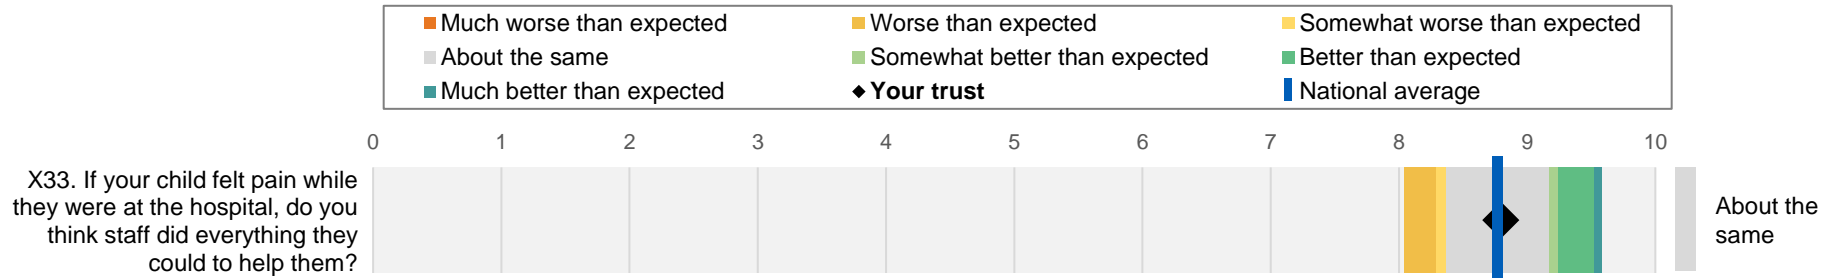 Much worse than expected
Worse than expected
Somewhat worse than expected
About the same
Somewhat better than expected
Better than expected
Much better than expected
Your trust
National average
0 1 2 3 4 5 6 7 8 9 10
X33. If your child felt pain while
they were at the hospital, do you
think staff did everything they
could to help them?
About the
same